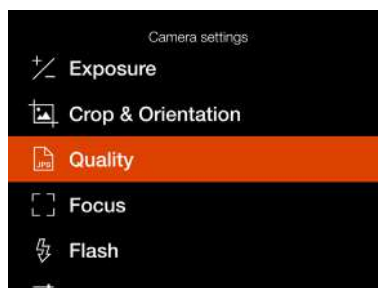 Camera settings
Exposure
Crop & Orientation
JPG Quality
Focus
Flash